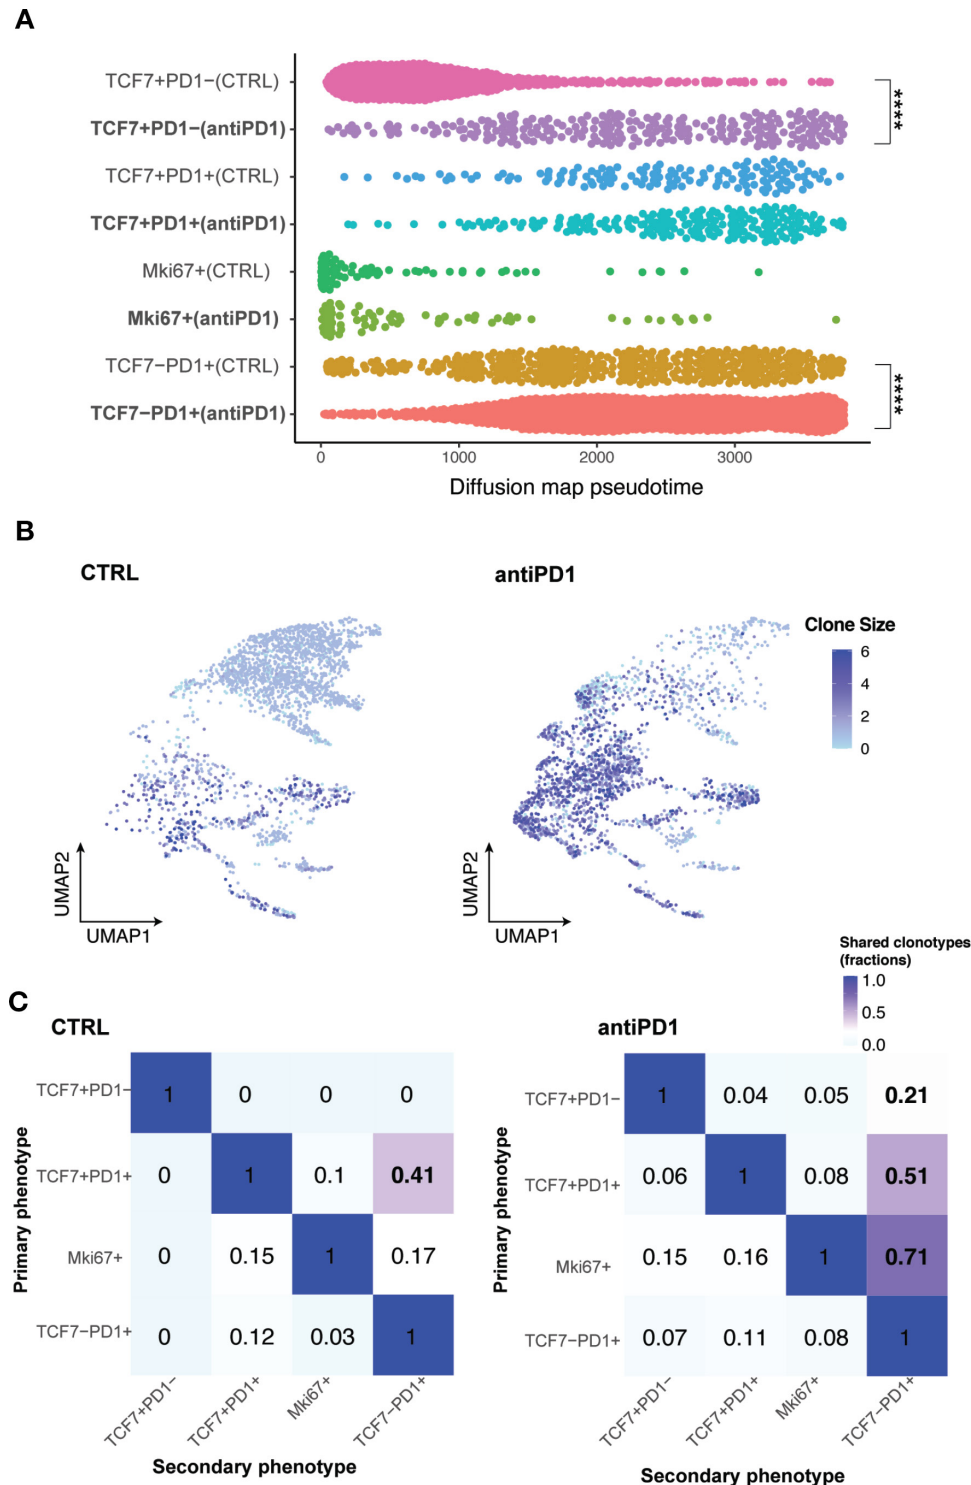 A
TCF7+PD1−(CTRL)
TCF7+PD1−(antiPD1)
TCF7+PD1+(CTRL)
TCF7+PD1+(antiPD1)
Mki67+(CTRL)
Mki67+(antiPD1)
TCF7−PD1+(CTRL)
TCF7−PD1+(antiPD1)
****
****
0 1000 2000 3000
Diffusion map pseudotime
B
CTRL
antiPD1
Clone Size
6
4
2
0
UMAP2
UMAP1
UMAP2
UMAP1
Shared clonotypes
(fractions)
1.0
0.5
0.0
C
CTRL
Primary phenotype
TCF7+PD1− 1 0 0 0
TCF7+PD1+ 0 1 0.1 0.41
Mki67+ 0 0.15 1 0.17
TCF7−PD1+ 0 0.12 0.03 1
TCF7+PD1− TCF7+PD1+ Mki67+ TCF7−PD1+
Secondary phenotype
antiPD1
Primary phenotype
TCF7+PD1− 1 0.04 0.05 0.21
TCF7+PD1+ 0.06 1 0.08 0.51
Mki67+ 0.15 0.16 1 0.71
TCF7−PD1+ 0.07 0.11 0.08 1
TCF7+PD1− TCF7+PD1+ Mki67+ TCF7−PD1+
Secondary phenotype